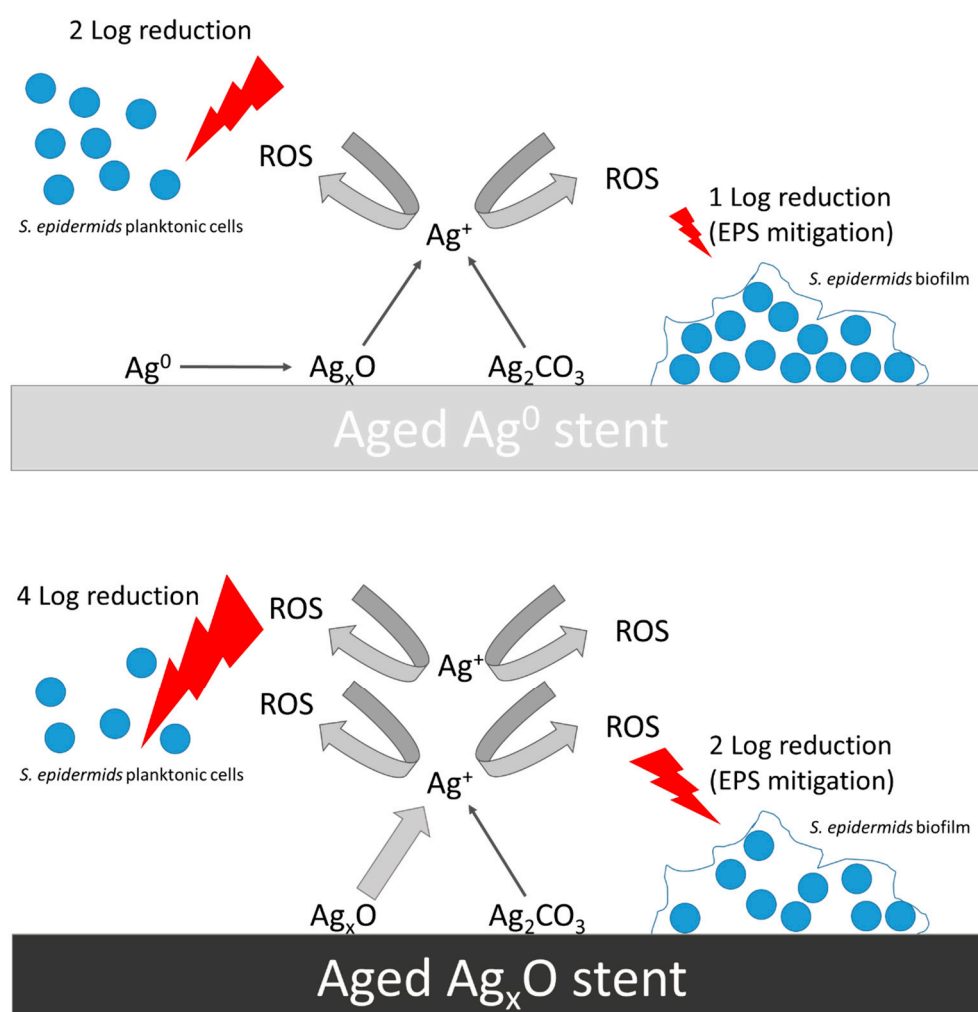 2 Log reduction
ROS
ROS
1 Log reduction
(EPS mitigation)
S. epidermids planktonic cells
Ag⁺
S. epidermids biofilm
Ag⁰
AgₓO
Ag₂CO₃
Aged Ag⁰ stent
4 Log reduction
ROS
ROS
Ag⁺
ROS
ROS
2 Log reduction
(EPS mitigation)
S. epidermids planktonic cells
Ag⁺
S. epidermids biofilm
AgₓO
Ag₂CO₃
Aged AgₓO stent